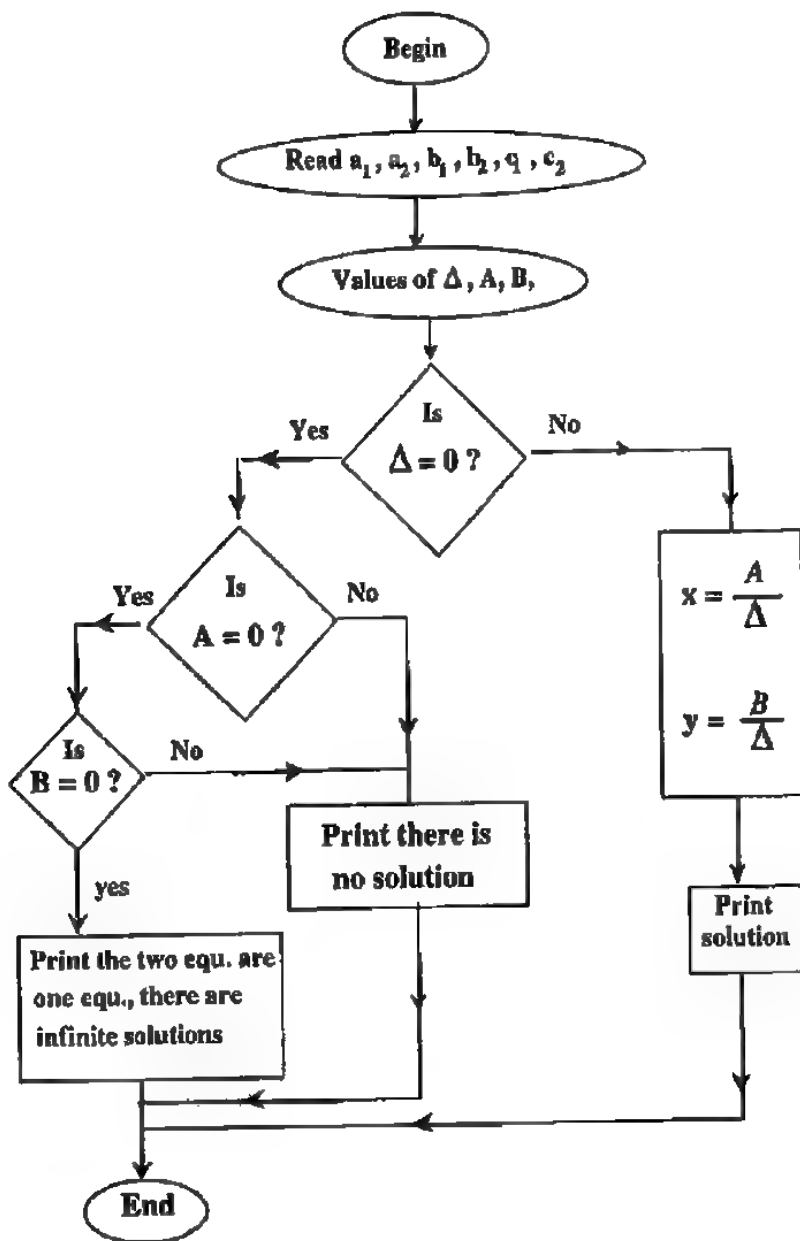 Begin
Read a₁, a₂, b₁, b₂, q, c₂
Values of Δ, A, B,
Is
Δ = 0 ?
Yes
No
Is
A = 0 ?
Yes
No
x = A/Δ
y = B/Δ
Is
B = 0 ?
No
yes
Print there is
no solution
Print
solution
Print the two equ. are
one equ., there are
infinite solutions
End